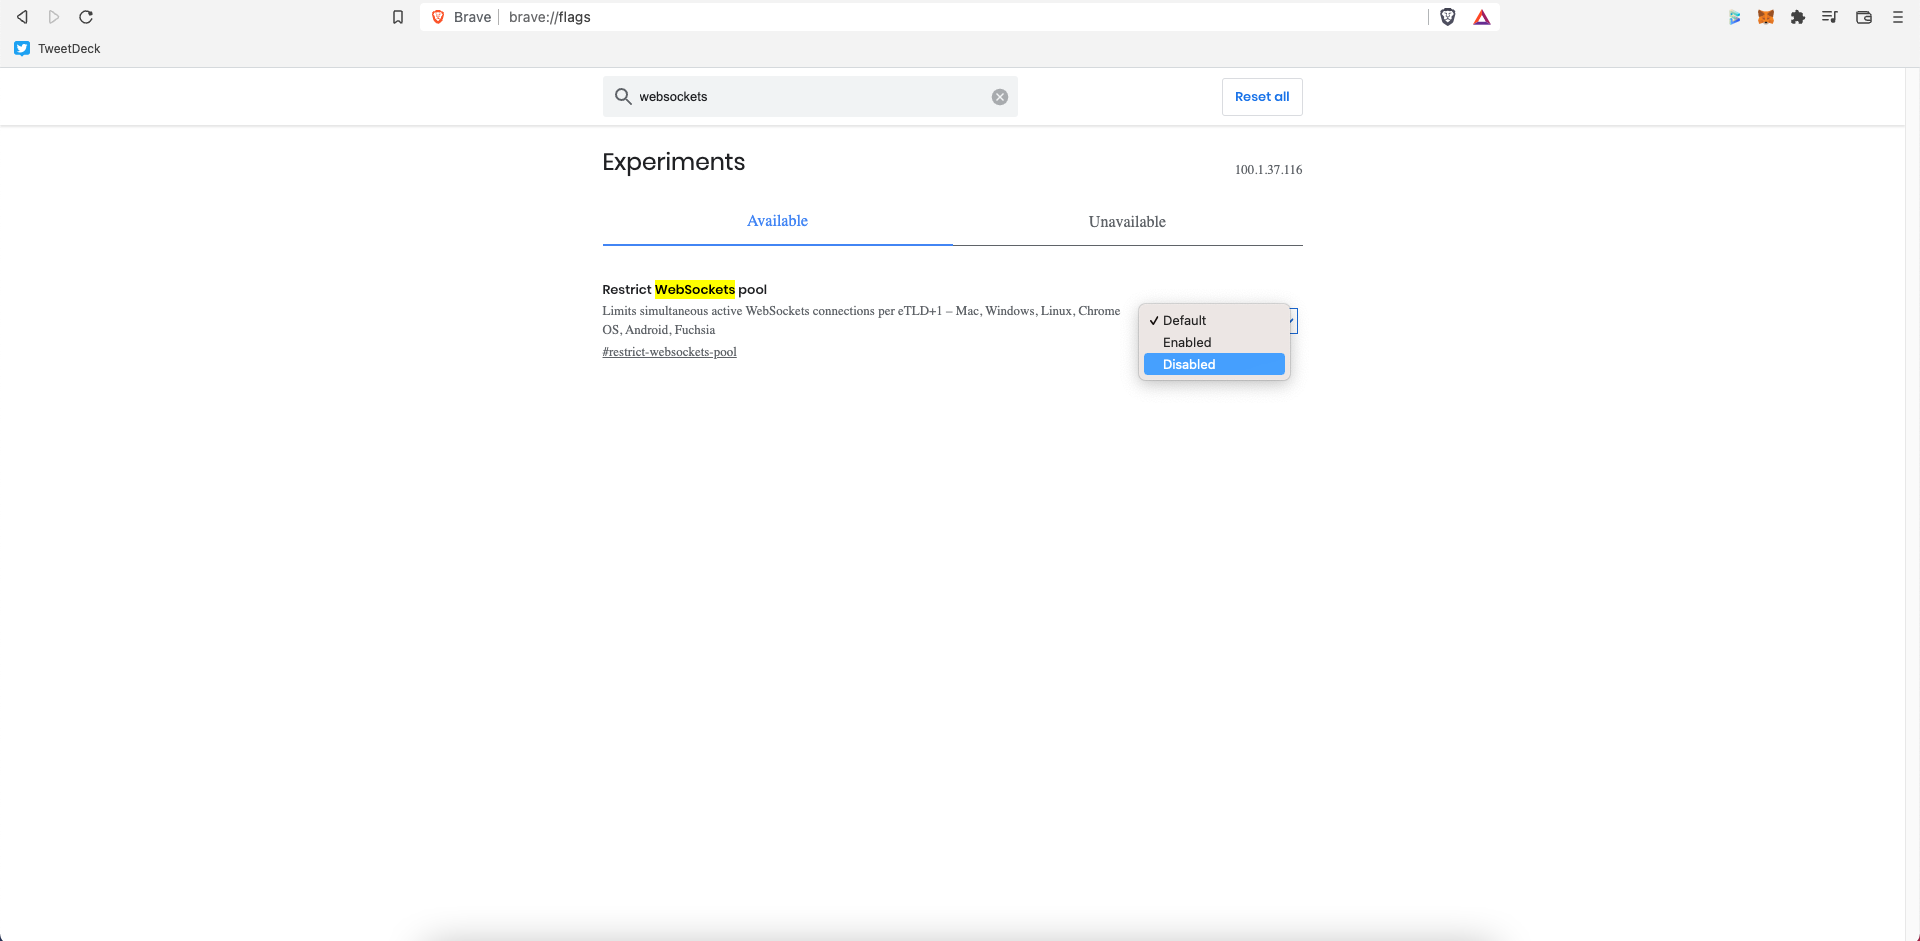 Brave
brave://flags
TweetDeck
websockets
Reset all
Experiments
100.1.37.116
Available
Unavailable
Restrict WebSockets pool
Limits simultaneous active WebSockets connections per eTLD+1 – Mac, Windows, Linux, Chrome
OS, Android, Fuchsia
#restrict-websockets-pool
✓ Default
Enabled
Disabled